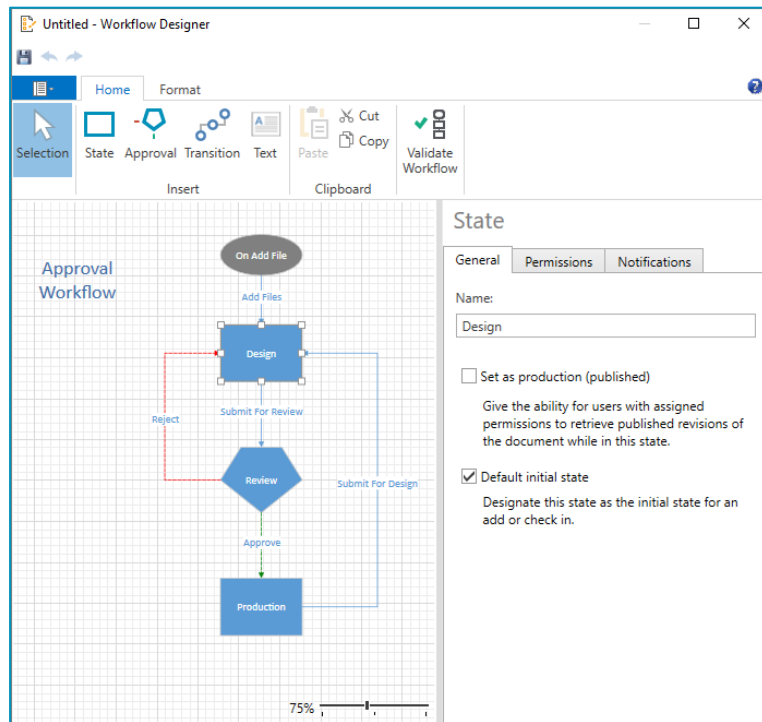 Untitled - Workflow Designer
Home
Format
Selection
State
Approval
Transition
Text
Paste
Cut
Copy
Validate
Workflow
Insert
Clipboard
Approval
Workflow
On Add File
Add Files
Design
Submit For Review
Reject
Review
Submit For Design
Approve
Production
75%
State
General
Permissions
Notifications
Name:
Design
Set as production (published)
Give the ability for users with assigned
permissions to retrieve published revisions of
the document while in this state.
Default initial state
Designate this state as the initial state for an
add or check in.